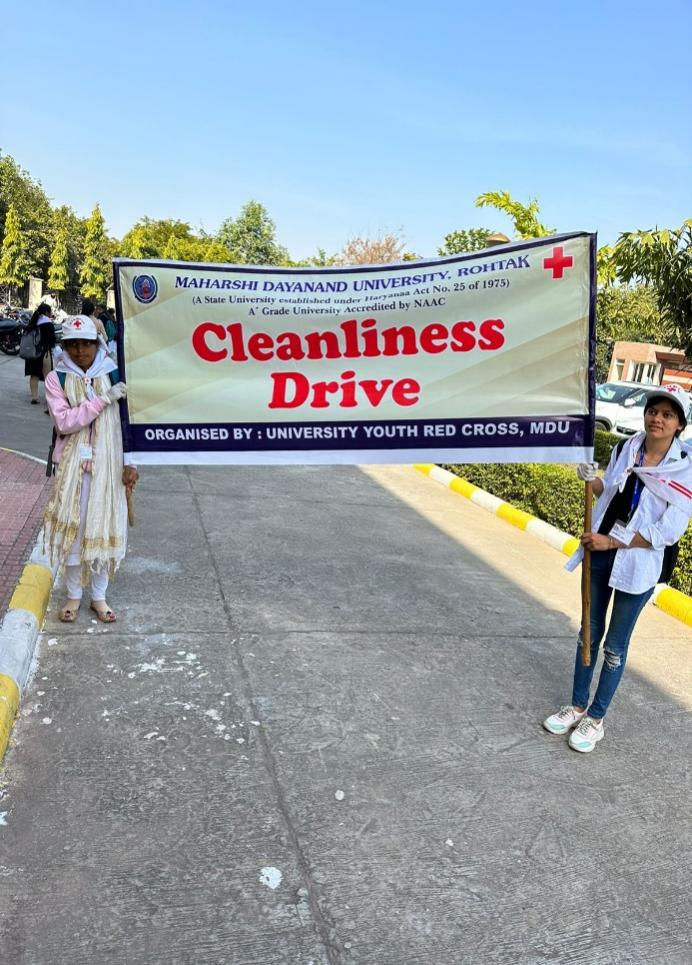 MAHARSHI DAYANAND UNIVERSITY, ROHTAK
(A State University established under Haryanaa Act No. 25 of 1975)
A+ Grade University Accredited by NAAC
Cleanliness
Drive
ORGANISED BY : UNIVERSITY YOUTH RED CROSS, MDU